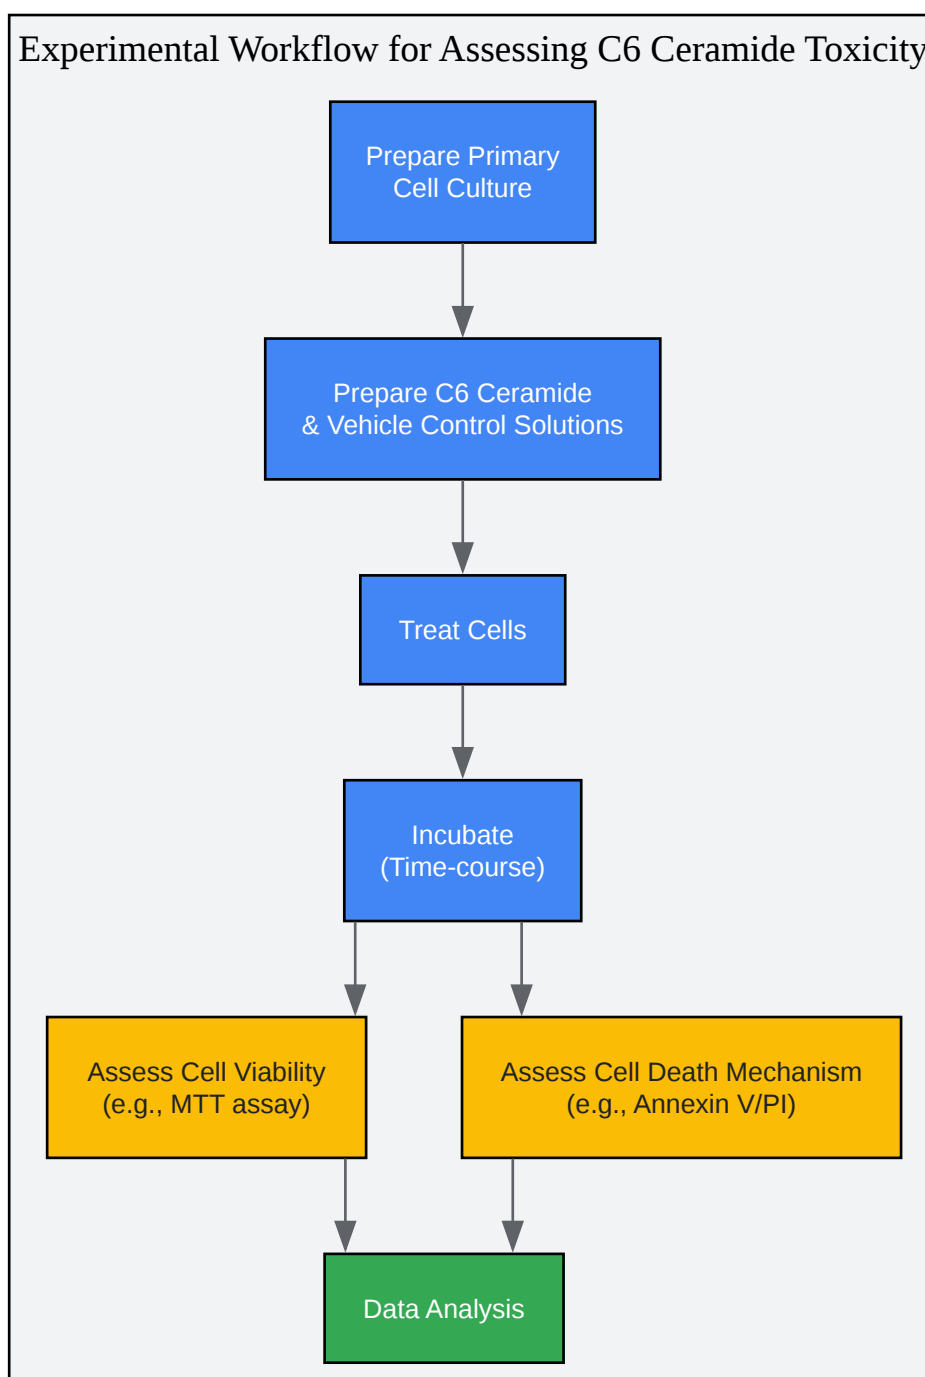 Experimental Workflow for Assessing C6 Ceramide Toxicity
Prepare Primary
Cell Culture
Prepare C6 Ceramide
& Vehicle Control Solutions
Treat Cells
Incubate
(Time-course)
Assess Cell Viability
(e.g., MTT assay)
Assess Cell Death Mechanism
(e.g., Annexin V/PI)
Data Analysis